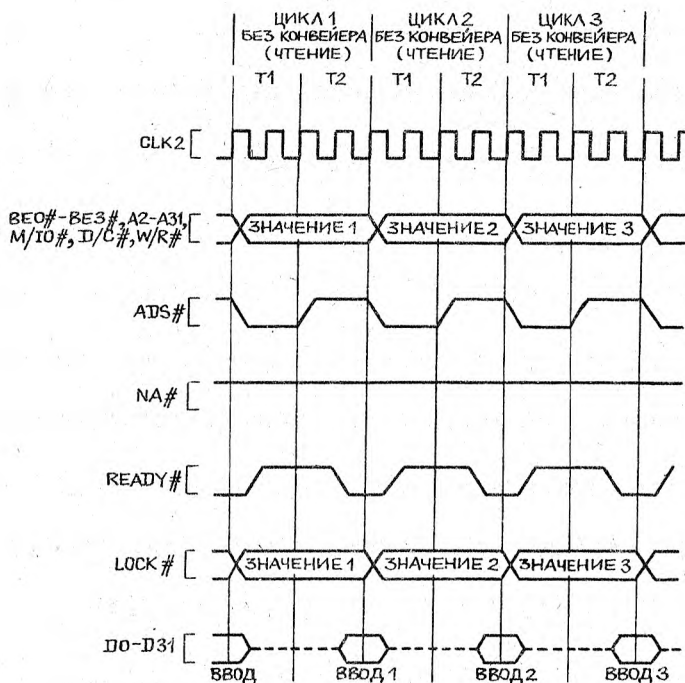 ЦИКЛ 1 ЦИКЛ 2 ЦИКЛ 3
БЕЗ КОНВЕЙЕРА БЕЗ КОНВЕЙЕРА БЕЗ КОНВЕЙЕРА
(ЧТЕНИЕ) (ЧТЕНИЕ) (ЧТЕНИЕ)
T1 T2 T1 T2 T1 T2
CLK2
BE0#-BE3#, A2-A31,
M/IO#, D/C#, W/R#
ЗНАЧЕНИЕ 1 ЗНАЧЕНИЕ 2 ЗНАЧЕНИЕ 3
ADS#
NA#
READY#
LOCK# ЗНАЧЕНИЕ 1 ЗНАЧЕНИЕ 2 ЗНАЧЕНИЕ 3
D0-D31
ВВОД ВВОД 1 ВВОД 2 ВВОД 3